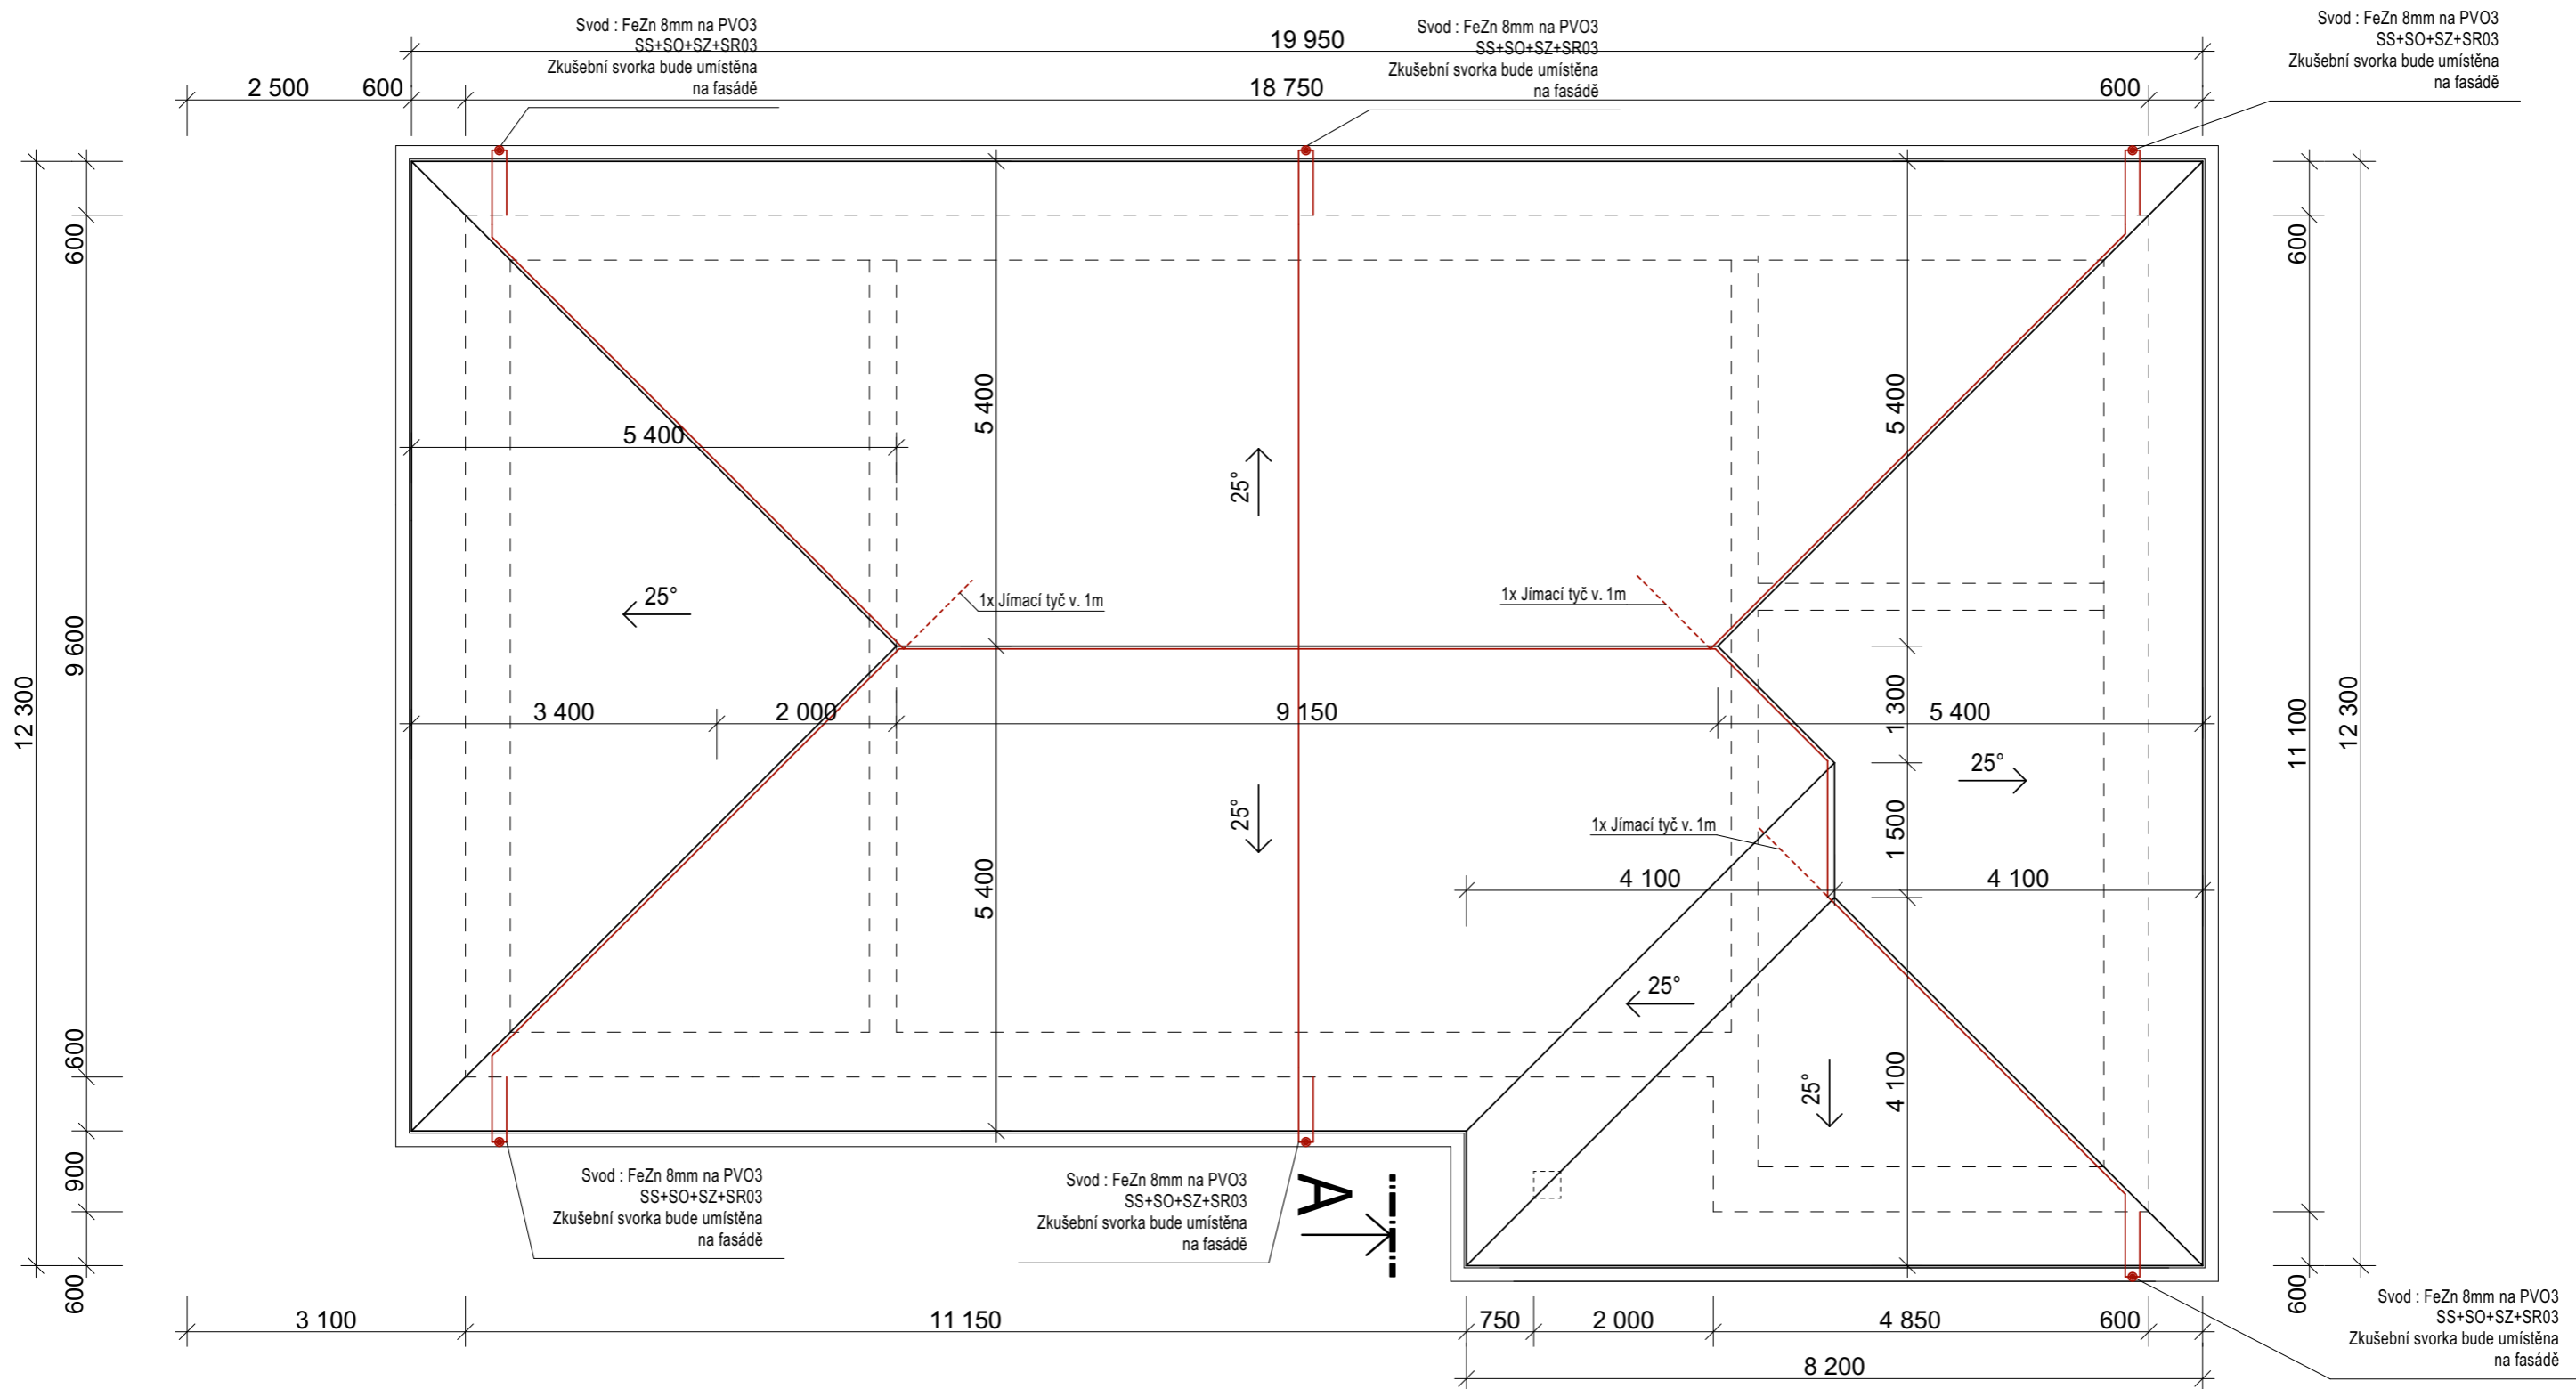 Svod : FeZn 8mm na PVO3
SS+SO+SZ+SR03
Zkušební svorka bude umístěna
na fasádě
Svod : FeZn 8mm na PVO3
SS+SO+SZ+SR03
Zkušební svorka bude umístěna
na fasádě
Svod : FeZn 8mm na PVO3
SS+SO+SZ+SR03
Zkušební svorka bude umístěna
na fasádě
19 950
2 500
600
18 750
600
600
600
5 400
5 400
5 400
25°
25°
1x Jímací tyč v. 1m
1x Jímací tyč v. 1m
9 600
12 300
11 100
12 300
3 400
2 000
9 150
1 300
5 400
25°
25°
1x Jímací tyč v. 1m
1 500
4 100
4 100
5 400
25°
25°
4 100
600
900
600
600
Svod : FeZn 8mm na PVO3
SS+SO+SZ+SR03
Zkušební svorka bude umístěna
na fasádě
Svod : FeZn 8mm na PVO3
SS+SO+SZ+SR03
Zkušební svorka bude umístěna
na fasádě
A
Svod : FeZn 8mm na PVO3
SS+SO+SZ+SR03
Zkušební svorka bude umístěna
na fasádě
3 100
11 150
750
2 000
4 850
600
8 200